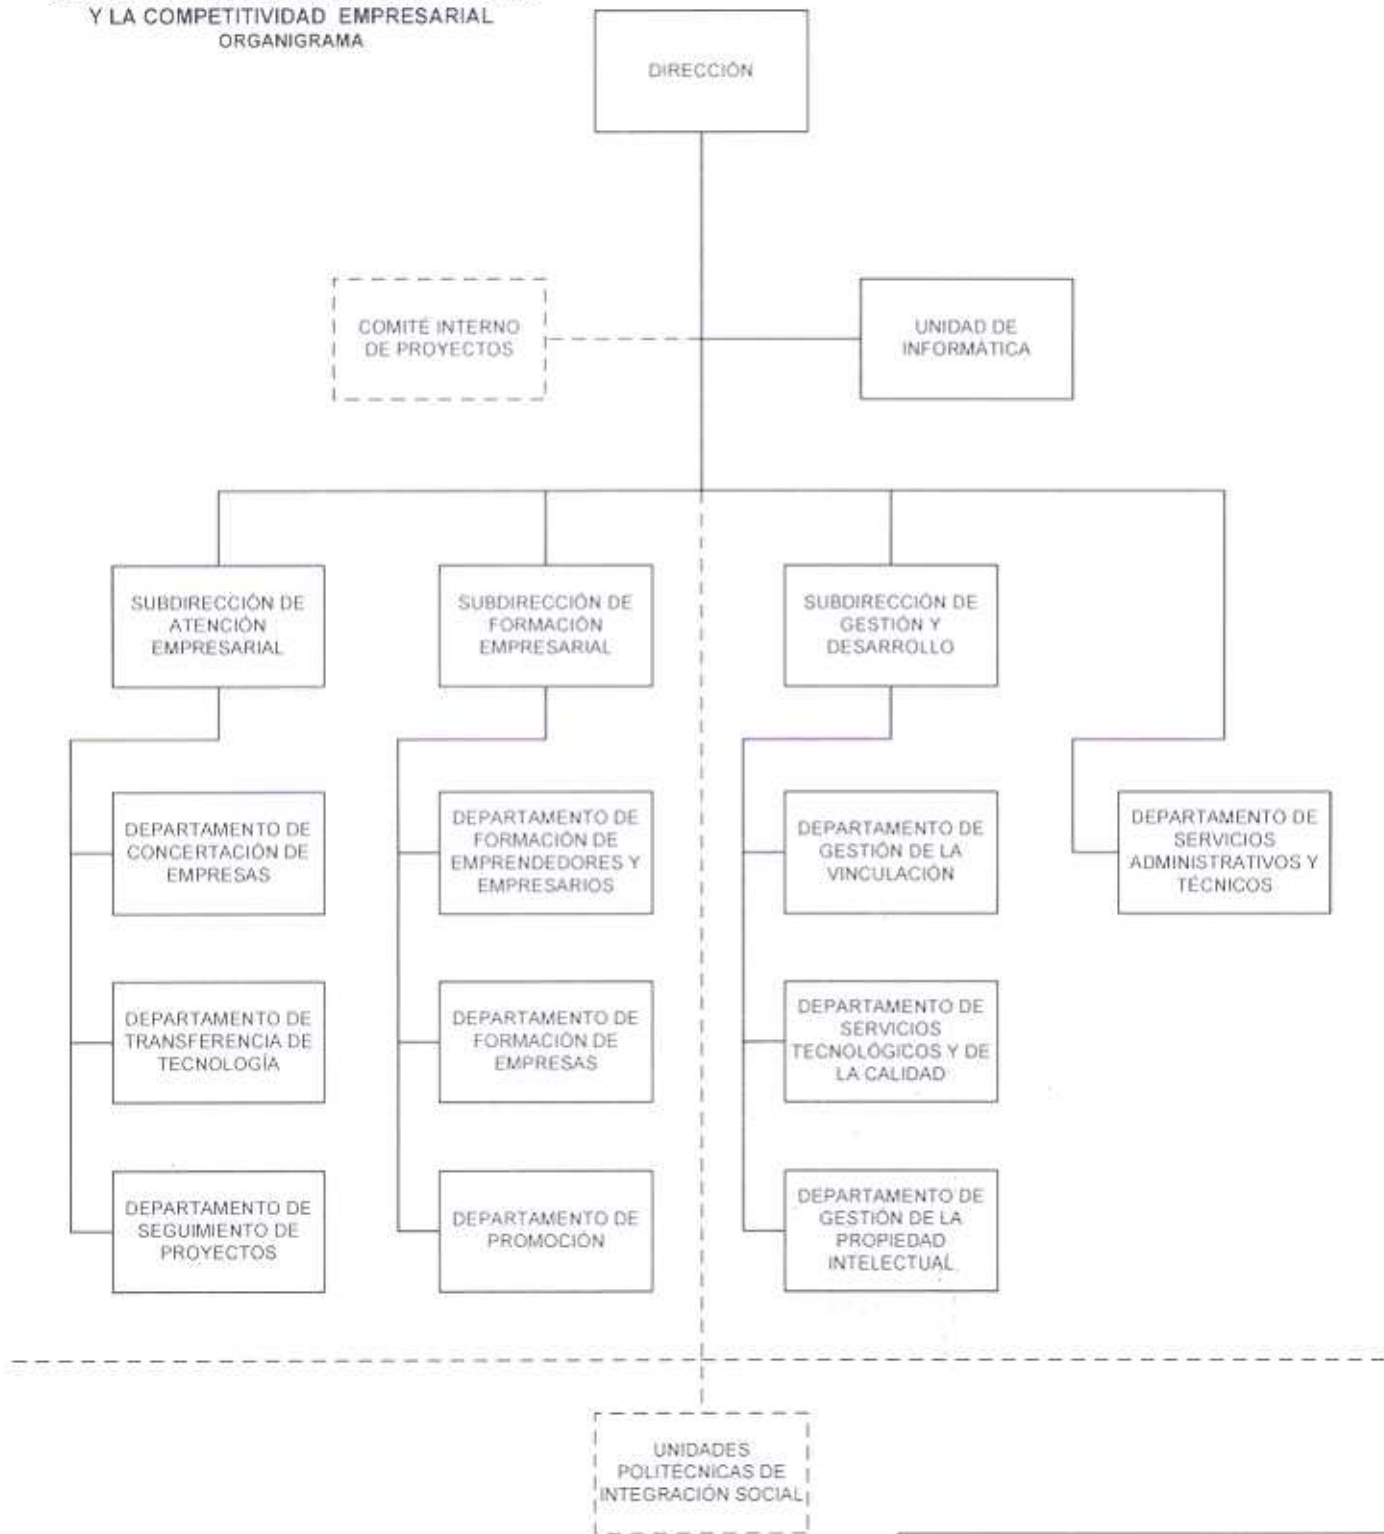 Y LA COMPETITIVIDAD EMPRESARIAL
ORGANIGRAMA
DIRECCIÓN
COMITÉ INTERNO
DE PROYECTOS
UNIDAD DE
INFORMÁTICA
SUBDIRECCIÓN DE
ATENCIÓN
EMPRESARIAL
SUBDIRECCIÓN DE
FORMACIÓN
EMPRESARIAL
SUBDIRECCIÓN DE
GESTIÓN Y
DESARROLLO
DEPARTAMENTO DE
CONCERTACIÓN DE
EMPRESAS
DEPARTAMENTO DE
FORMACIÓN DE
EMPRENDEDORES Y
EMPRESARIOS
DEPARTAMENTO DE
GESTIÓN DE LA
VINCULACIÓN
DEPARTAMENTO DE
SERVICIOS
ADMINISTRATIVOS Y
TÉCNICOS
DEPARTAMENTO DE
TRANSFERENCIA DE
TECNOLOGÍA
DEPARTAMENTO DE
FORMACIÓN DE
EMPRESAS
DEPARTAMENTO DE
SERVICIOS
TECNOLÓGICOS Y DE
LA CALIDAD
DEPARTAMENTO DE
SEGUIMIENTO DE
PROYECTOS
DEPARTAMENTO DE
PROMOCIÓN
DEPARTAMENTO DE
GESTIÓN DE LA
PROPIEDAD
INTELECTUAL
UNIDADES
POLITÉCNICAS DE
INTEGRACIÓN SOCIAL